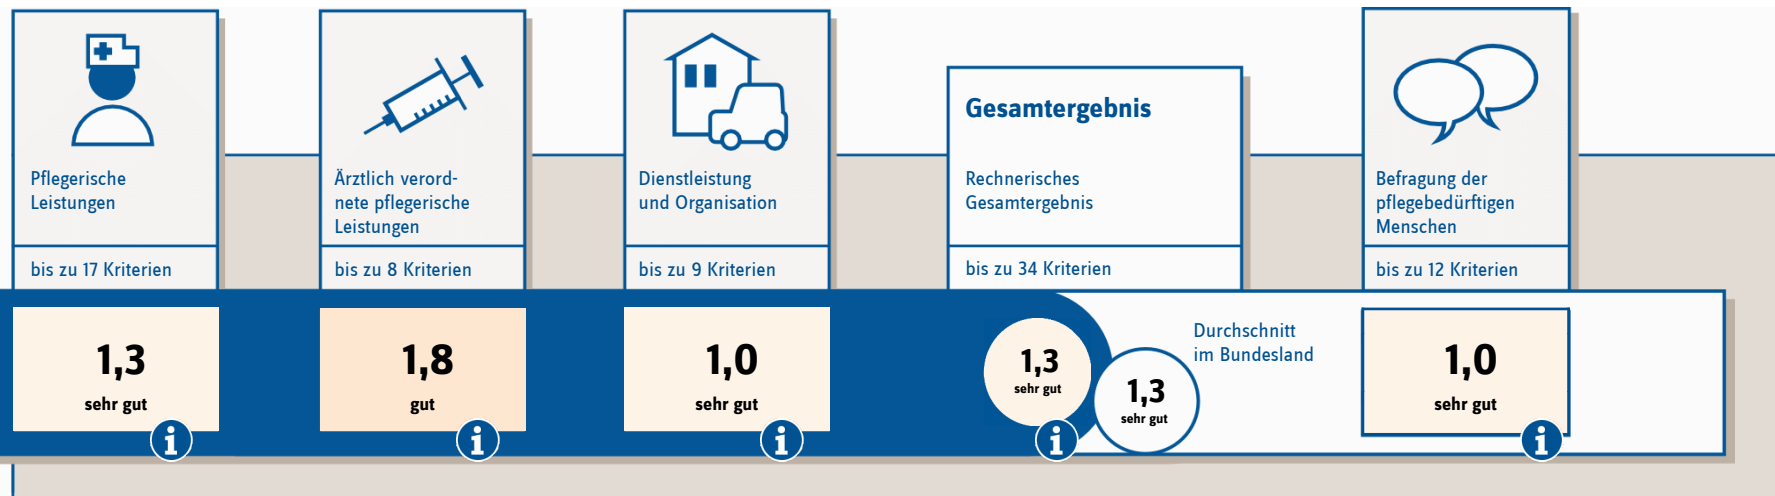 Pflegerische
Leistungen
bis zu 17 Kriterien
1,3
sehr gut
i
Ärztlich verord-
nete pflegerische
Leistungen
bis zu 8 Kriterien
1,8
gut
i
Dienstleistung
und Organisation
bis zu 9 Kriterien
1,0
sehr gut
i
Gesamtergebnis
Rechnerisches
Gesamtergebnis
bis zu 34 Kriterien
1,3
sehr gut
i
1,3
sehr gut
Durchschnitt
im Bundesland
Befragung der
pflegebedürftigen
Menschen
bis zu 12 Kriterien
1,0
sehr gut
i